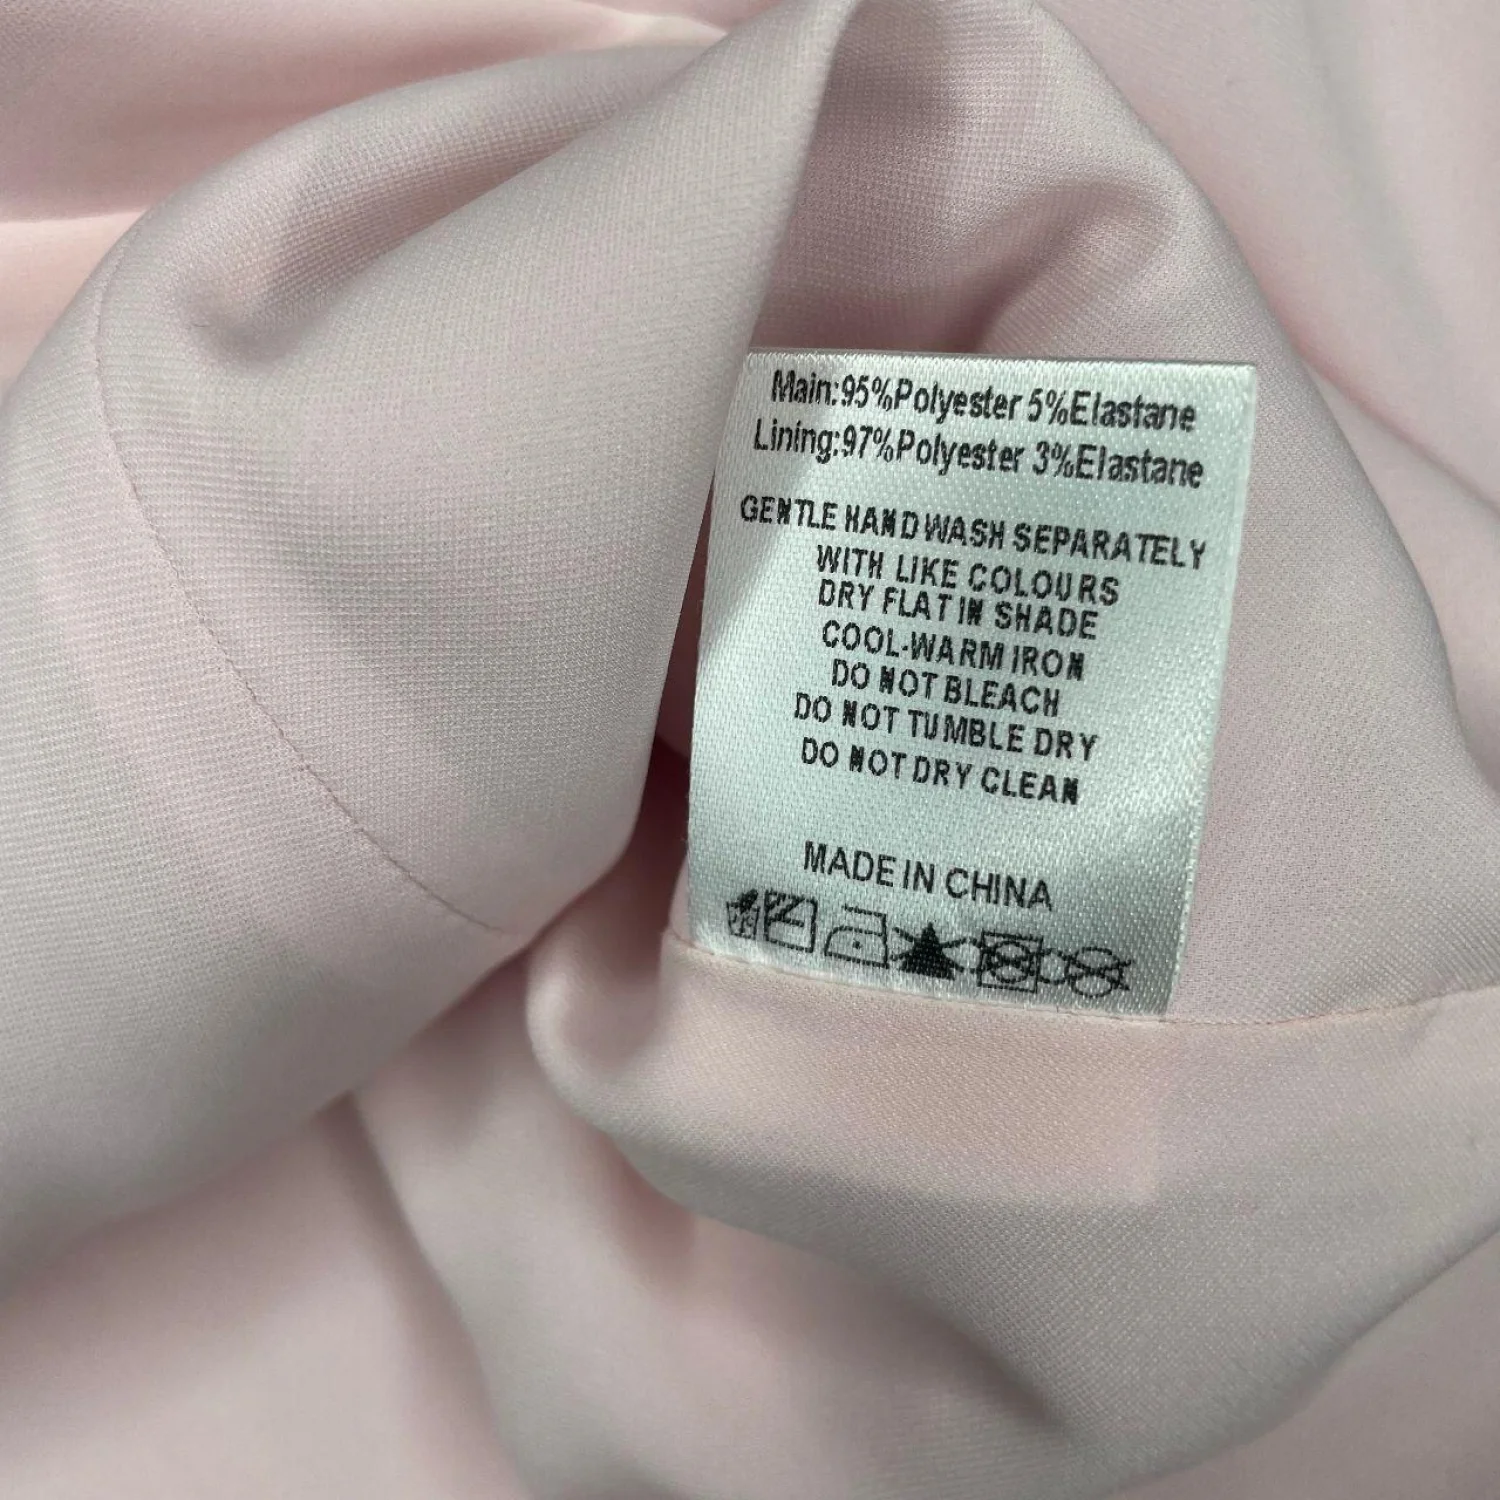 Main:95%Polyester 5%Elastane
Lining:97%Polyester 3%Elastane
GENTLE HAND WASH SEPARATELY
WITH LIKE COLOURS
DRY FLAT IN SHADE
COOL-WARM IRON
DO NOT BLEACH
DO NOT TUMBLE DRY
DO NOT DRY CLEAN
MADE IN CHINA